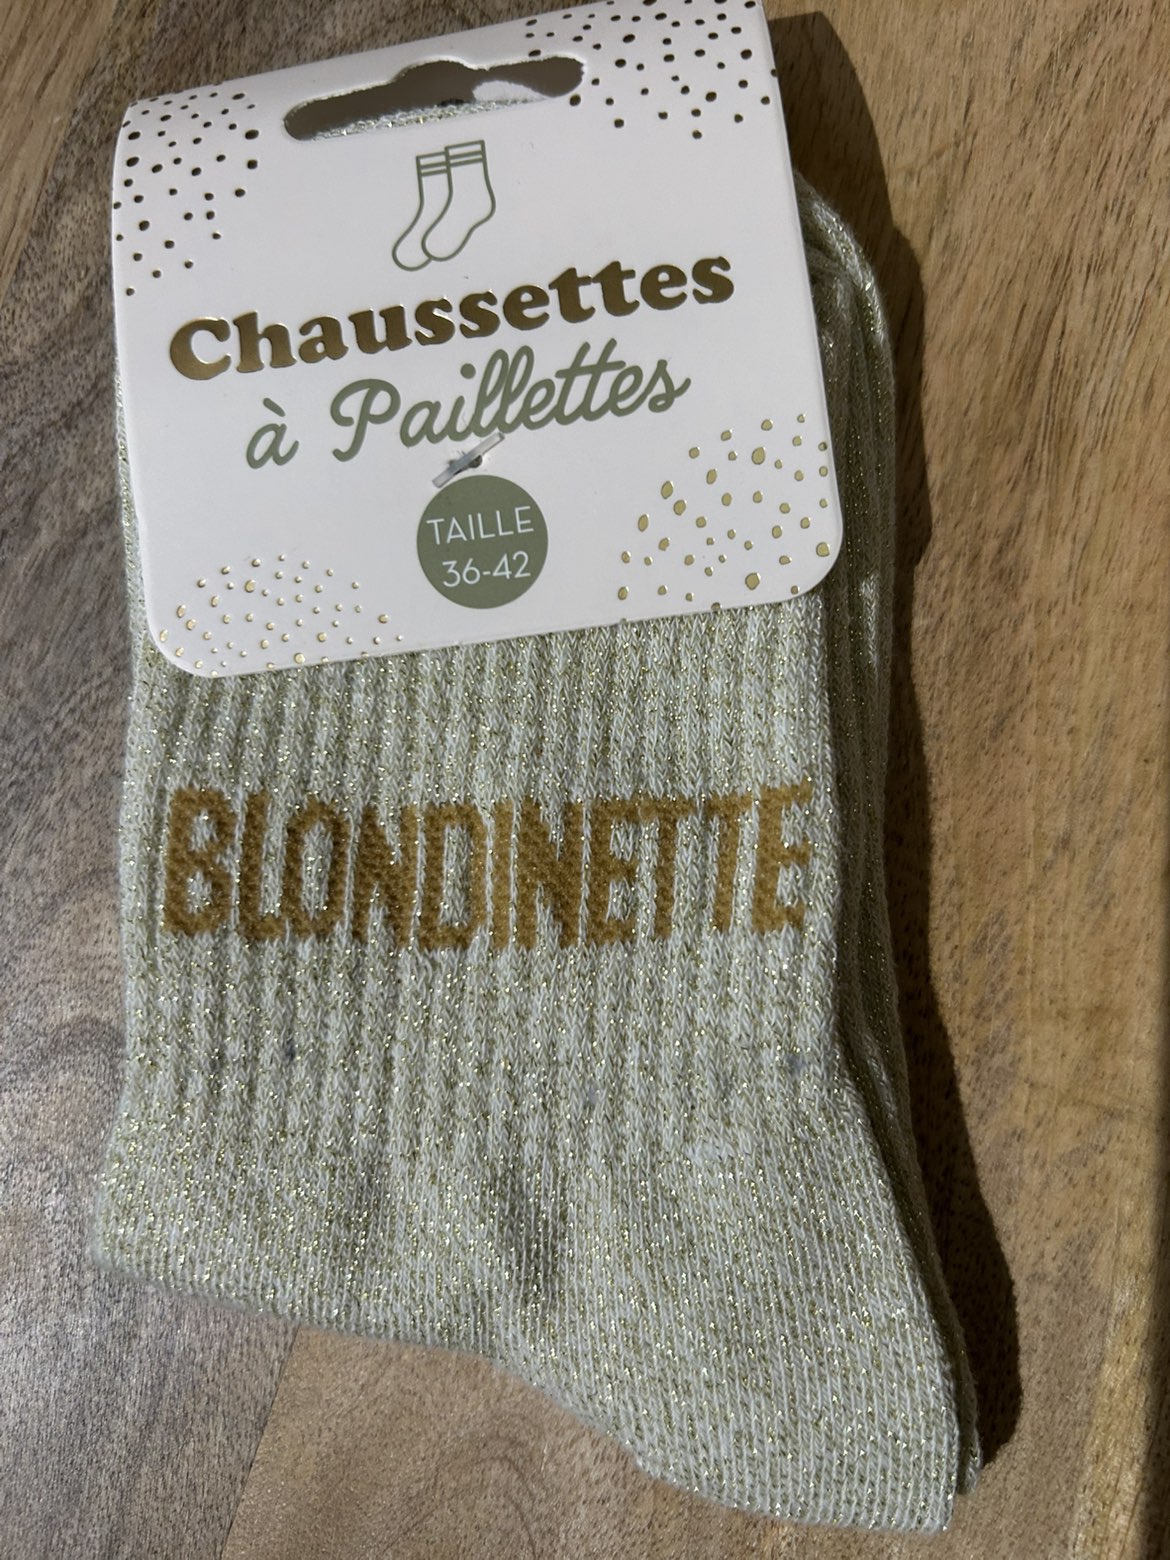 Chaussettes
à Paillettes
TAILLE
36-42
BLONDINETTE